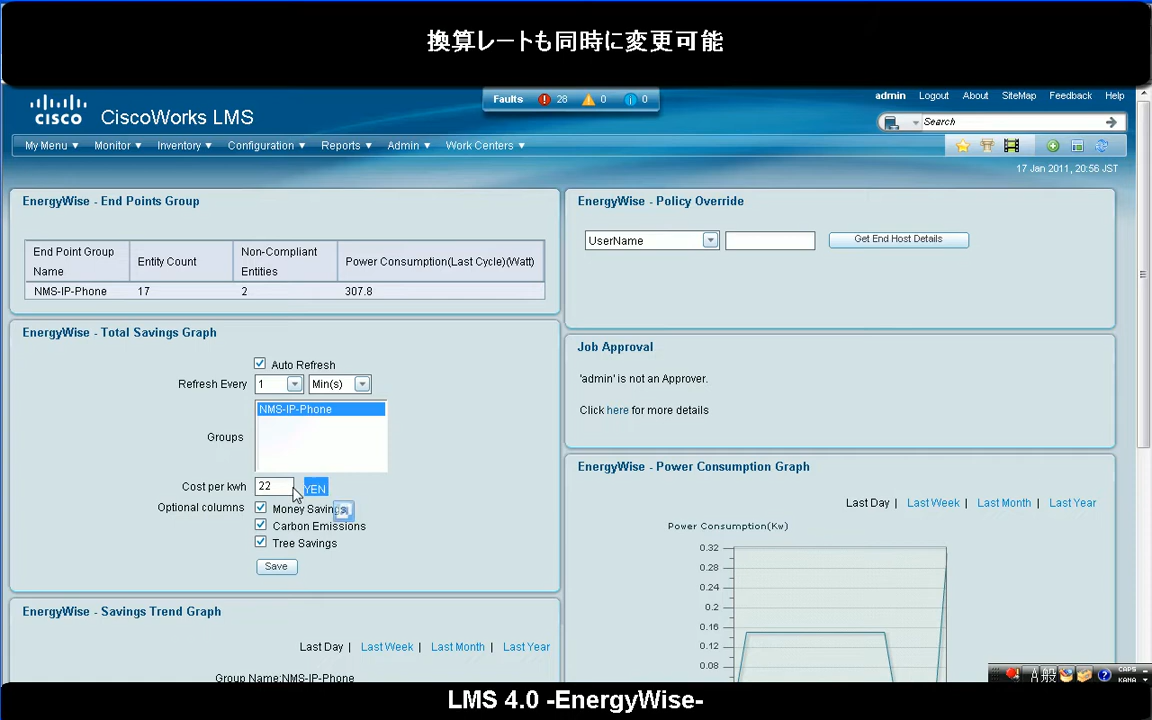 換算レートも同時に変更可能
Faults 28 0 0
admin Logout About SiteMap Feedback Help
CISCO CiscoWorks LMS
Search
My Menu Monitor Inventory Configuration Reports Admin Work Centers
17 Jan 2011, 20:56 JST
EnergyWise - End Points Group
End Point Group Name Entity Count Non-Compliant Entities Power Consumption(Last Cycle)(Watt)
NMS-IP-Phone 17 2 307.8
EnergyWise - Policy Override
UserName Get End Host Details
EnergyWise - Total Savings Graph
Auto Refresh
Refresh Every 1 Min(s)
NMS-IP-Phone
Groups
Cost per kwh 22 YEN
Optional columns Money Savings
Carbon Emissions
Tree Savings
Save
Job Approval
'admin' is not an Approver.
Click here for more details
EnergyWise - Power Consumption Graph
Last Day | Last Week | Last Month | Last Year
Power Consumption(Kw)
0.32
0.28
0.24
0.2
0.16
0.12
0.08
EnergyWise - Savings Trend Graph
Last Day | Last Week | Last Month | Last Year
Group Name:NMS-IP-Phone
A 般 CAPS
KANA
LMS 4.0 -EnergyWise-